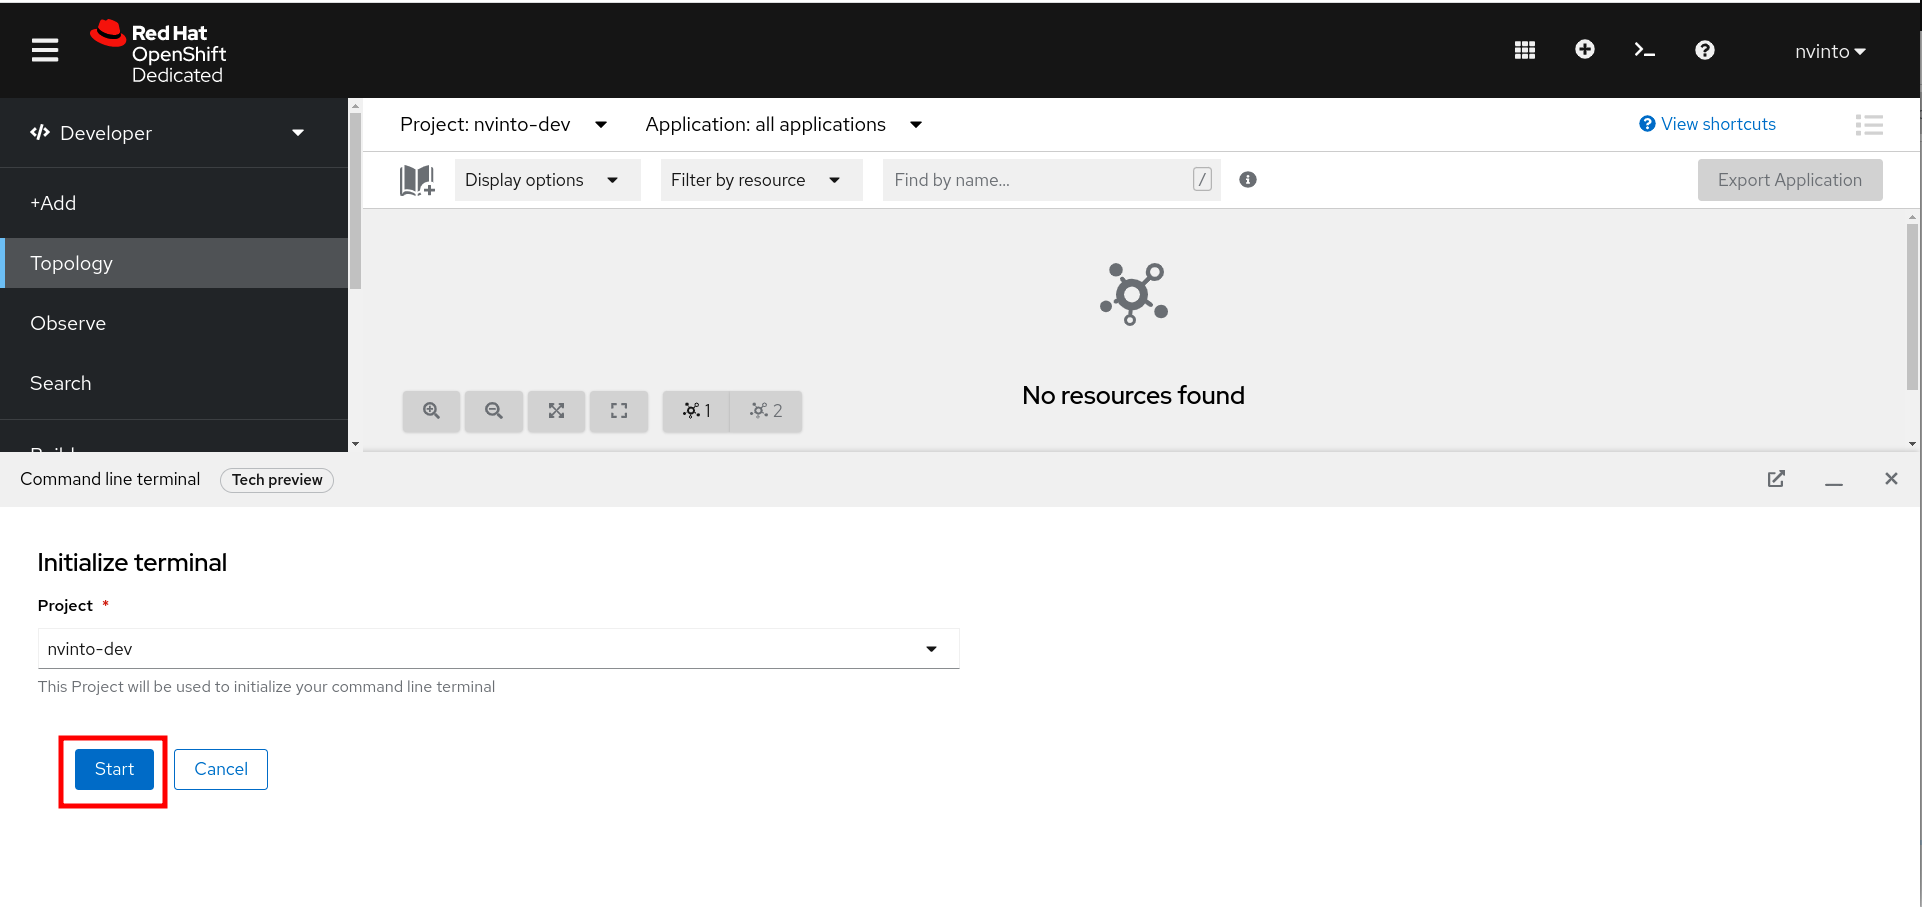 Red Hat
OpenShift
Dedicated
nvinto
Developer
Project: nvinto-dev
Application: all applications
View shortcuts
+Add
Display options
Filter by resource
Find by name...
/
Export Application
Topology
Observe
Search
No resources found
1
2
Command line terminal
Tech preview
Initialize terminal
Project *
nvinto-dev
This Project will be used to initialize your command line terminal
Start
Cancel